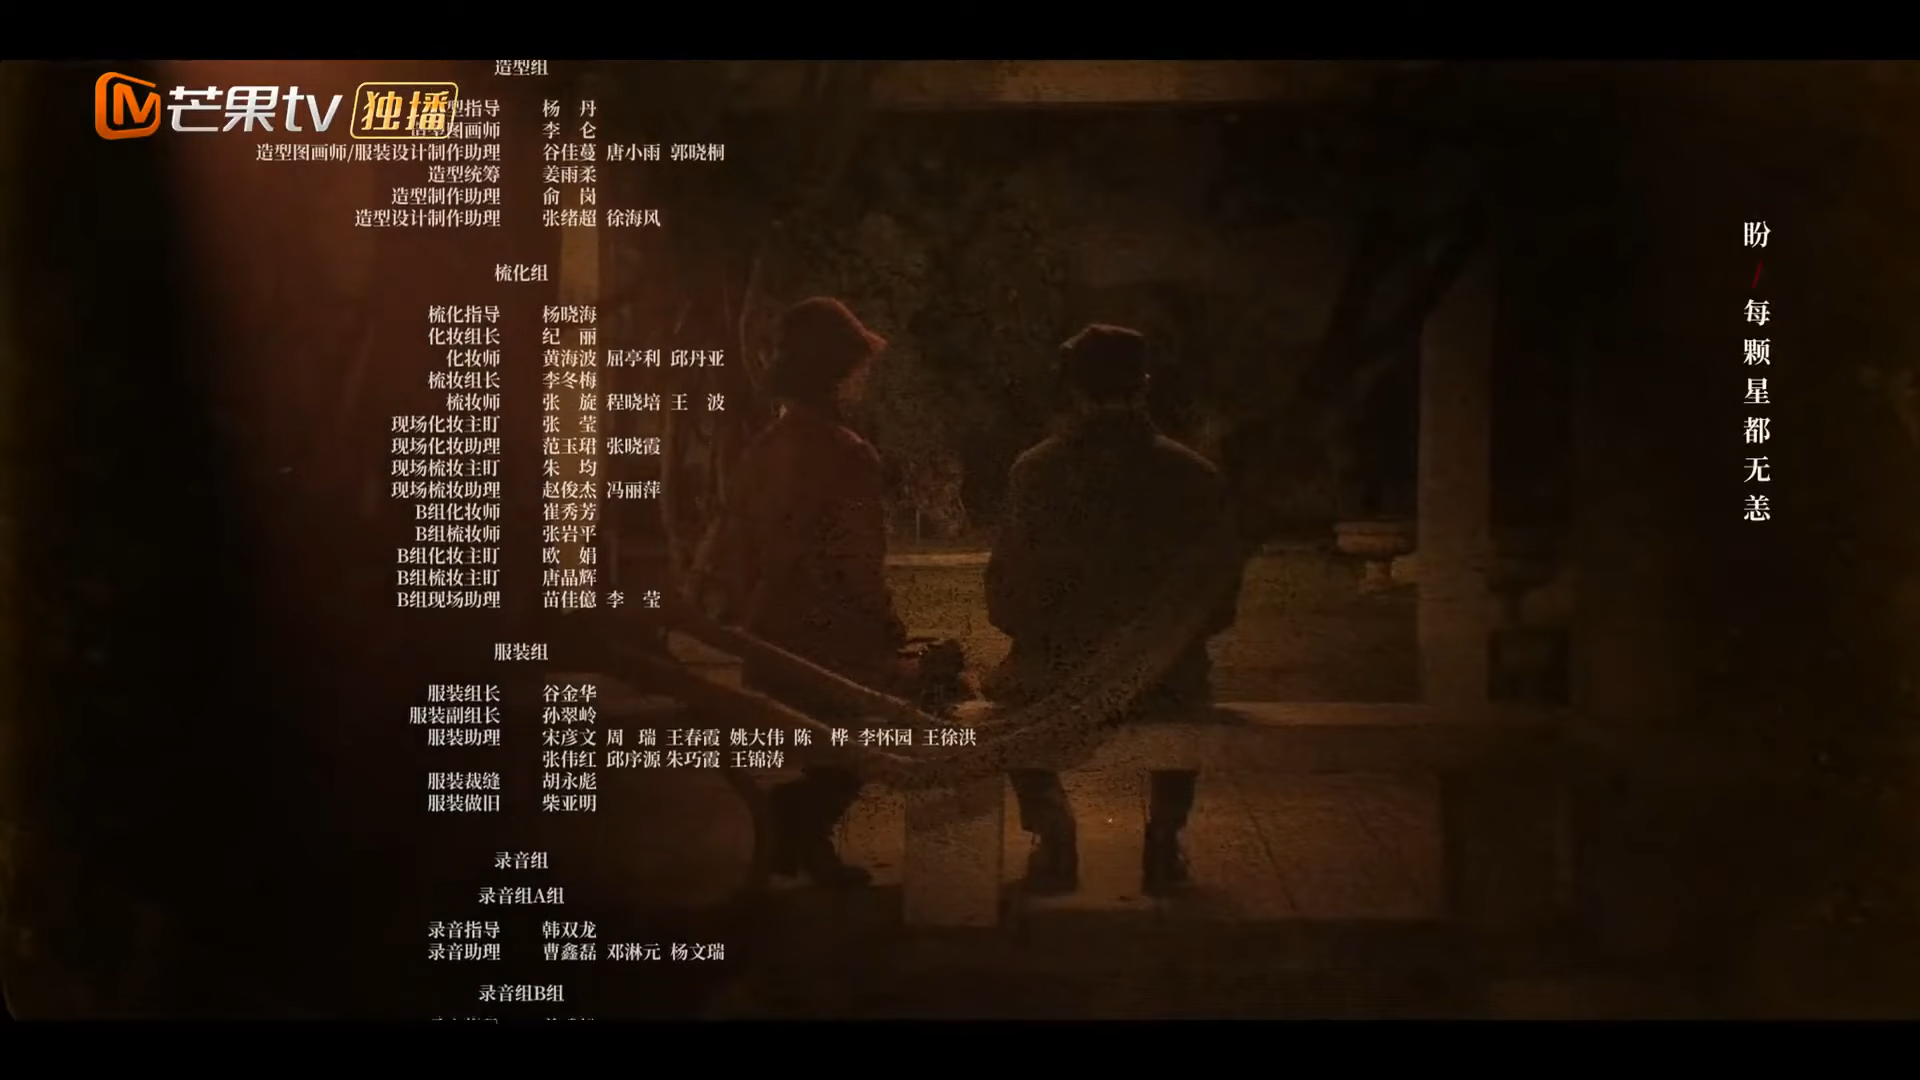 造型组
芒果tv 独播
型指导 杨 丹
造型图画师 李 仑
造型图画师/服装设计制作助理 谷佳蔓 唐小雨 郭晓桐
造型统筹 姜雨柔
造型制作助理 俞 岗
造型设计制作助理 张绪超 徐海风
梳化组
梳化指导 杨晓海
化妆组长 纪 丽
化妆师 黄海波 屈亭利 邱丹亚
梳妆组长 李冬梅
梳妆师 张 旋 程晓培 王 波
现场化妆主盯 张 莹
现场化妆助理 范玉珺 张晓霞
现场梳妆主盯 朱 均
现场梳妆助理 赵俊杰 冯丽萍
B组化妆师 崔秀芳
B组梳妆师 张岩平
B组化妆主盯 欧 娟
B组梳妆主盯 唐晶辉
B组现场助理 苗佳億 李 莹
服装组
服装组长 谷金华
服装副组长 孙翠岭
服装助理 宋彦文 周 瑞 王春霞 姚大伟 陈 桦 李怀园 王徐洪
张伟红 邱序源 朱巧霞 王锦涛
服装裁缝 胡永彪
服装做旧 柴亚明
录音组
录音组A组
录音指导 韩双龙
录音助理 曹鑫磊 邓淋元 杨文瑞
录音组B组
盼/每颗星都无恙